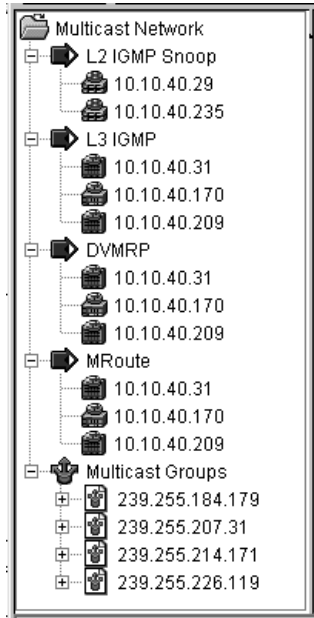 Multicast Network
L2 IGMP Snoop
10.10.40.29
10.10.40.235
L3 IGMP
10.10.40.31
10.10.40.170
10.10.40.209
DVMRP
10.10.40.31
10.10.40.170
10.10.40.209
MRoute
10.10.40.31
10.10.40.170
10.10.40.209
Multicast Groups
239.255.184.179
239.255.207.31
239.255.214.171
239.255.226.119